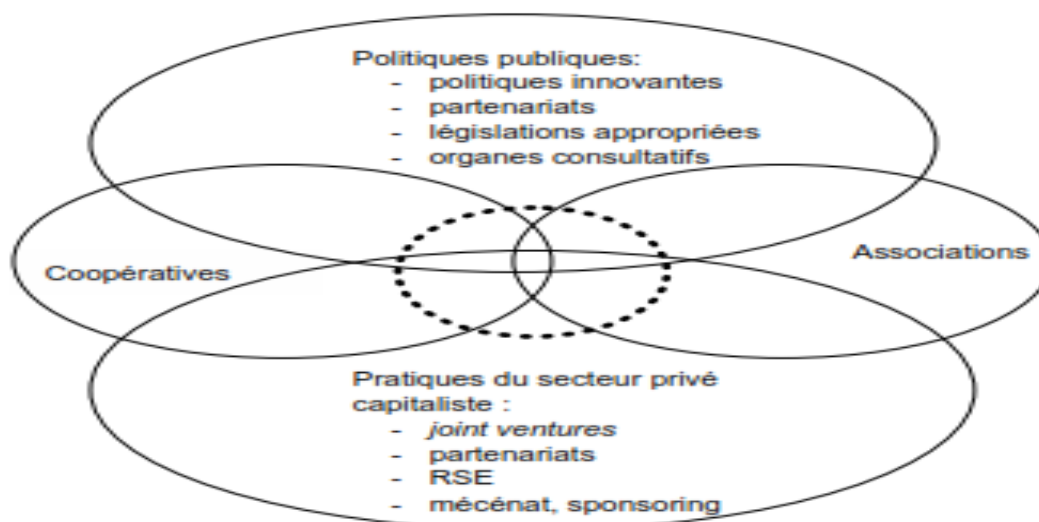 Politiques publiques:
- politiques innovantes
- partenariats
- législations appropriées
- organes consultatifs
Coopératives
Associations
Pratiques du secteur privé
capitaliste :
- joint ventures
- partenariats
- RSE
- mécénat, sponsoring